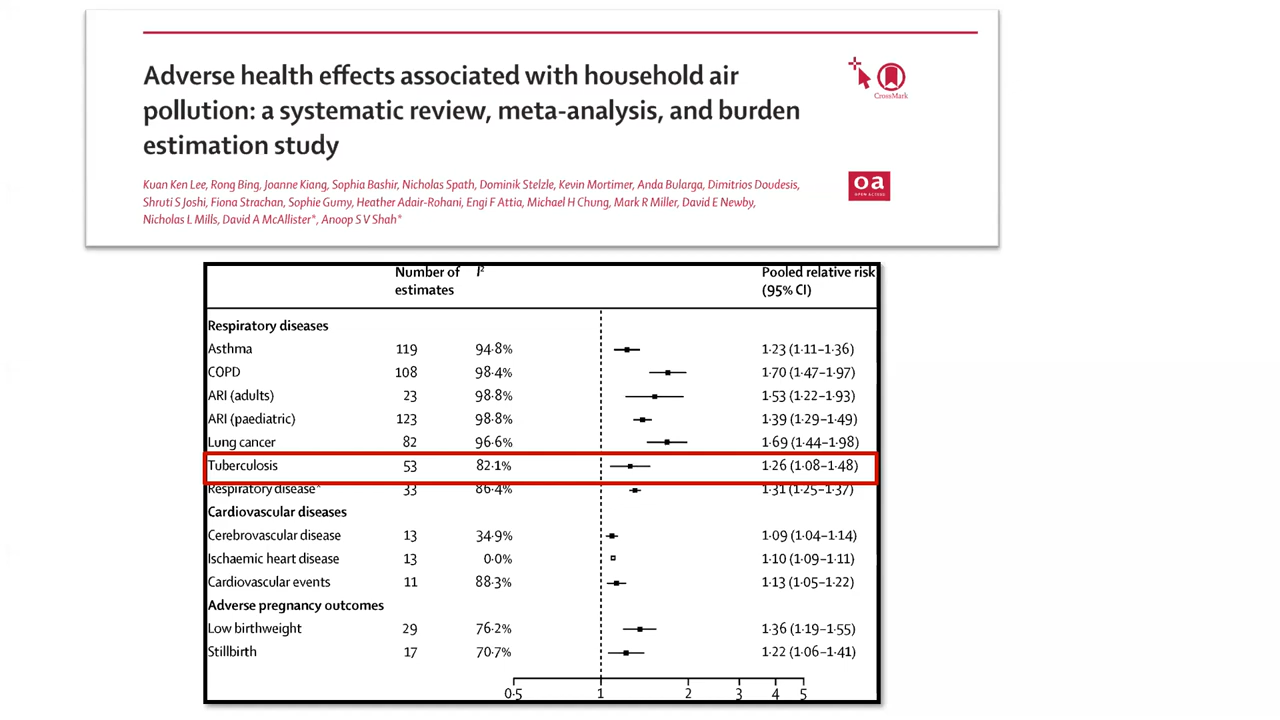 Adverse health effects associated with household air
pollution: a systematic review, meta-analysis, and burden
estimation study
CrossMark
Kuan Ken Lee, Rong Bing, Joanne Kiang, Sophia Bashir, Nicholas Spath, Dominik Stelzle, Kevin Mortimer, Anda Bularga, Dimitrios Doudesis,
Shruti S Joshi, Fiona Strachan, Sophie Gumy, Heather Adair-Rohani, Engi F Attia, Michael H Chung, Mark R Miller, David E Newby,
Nicholas L Mills, David A McAllister*, Anoop S V Shah*
oa
OPEN ACCESS
Number of estimates I² Pooled relative risk (95% CI)
Respiratory diseases
Asthma 119 94·8% 1·23 (1·11–1·36)
COPD 108 98·4% 1·70 (1·47–1·97)
ARI (adults) 23 98·8% 1·53 (1·22–1·93)
ARI (paediatric) 123 98·8% 1·39 (1·29–1·49)
Lung cancer 82 96·6% 1·69 (1·44–1·98)
Tuberculosis 53 82·1% 1·26 (1·08–1·48)
Respiratory disease* 33 86·4% 1·31 (1·25–1·37)
Cardiovascular diseases
Cerebrovascular disease 13 34·9% 1·09 (1·04–1·14)
Ischaemic heart disease 13 0·0% 1·10 (1·09–1·11)
Cardiovascular events 11 88·3% 1·13 (1·05–1·22)
Adverse pregnancy outcomes
Low birthweight 29 76·2% 1·36 (1·19–1·55)
Stillbirth 17 70·7% 1·22 (1·06–1·41)
0·5 1 2 3 4 5